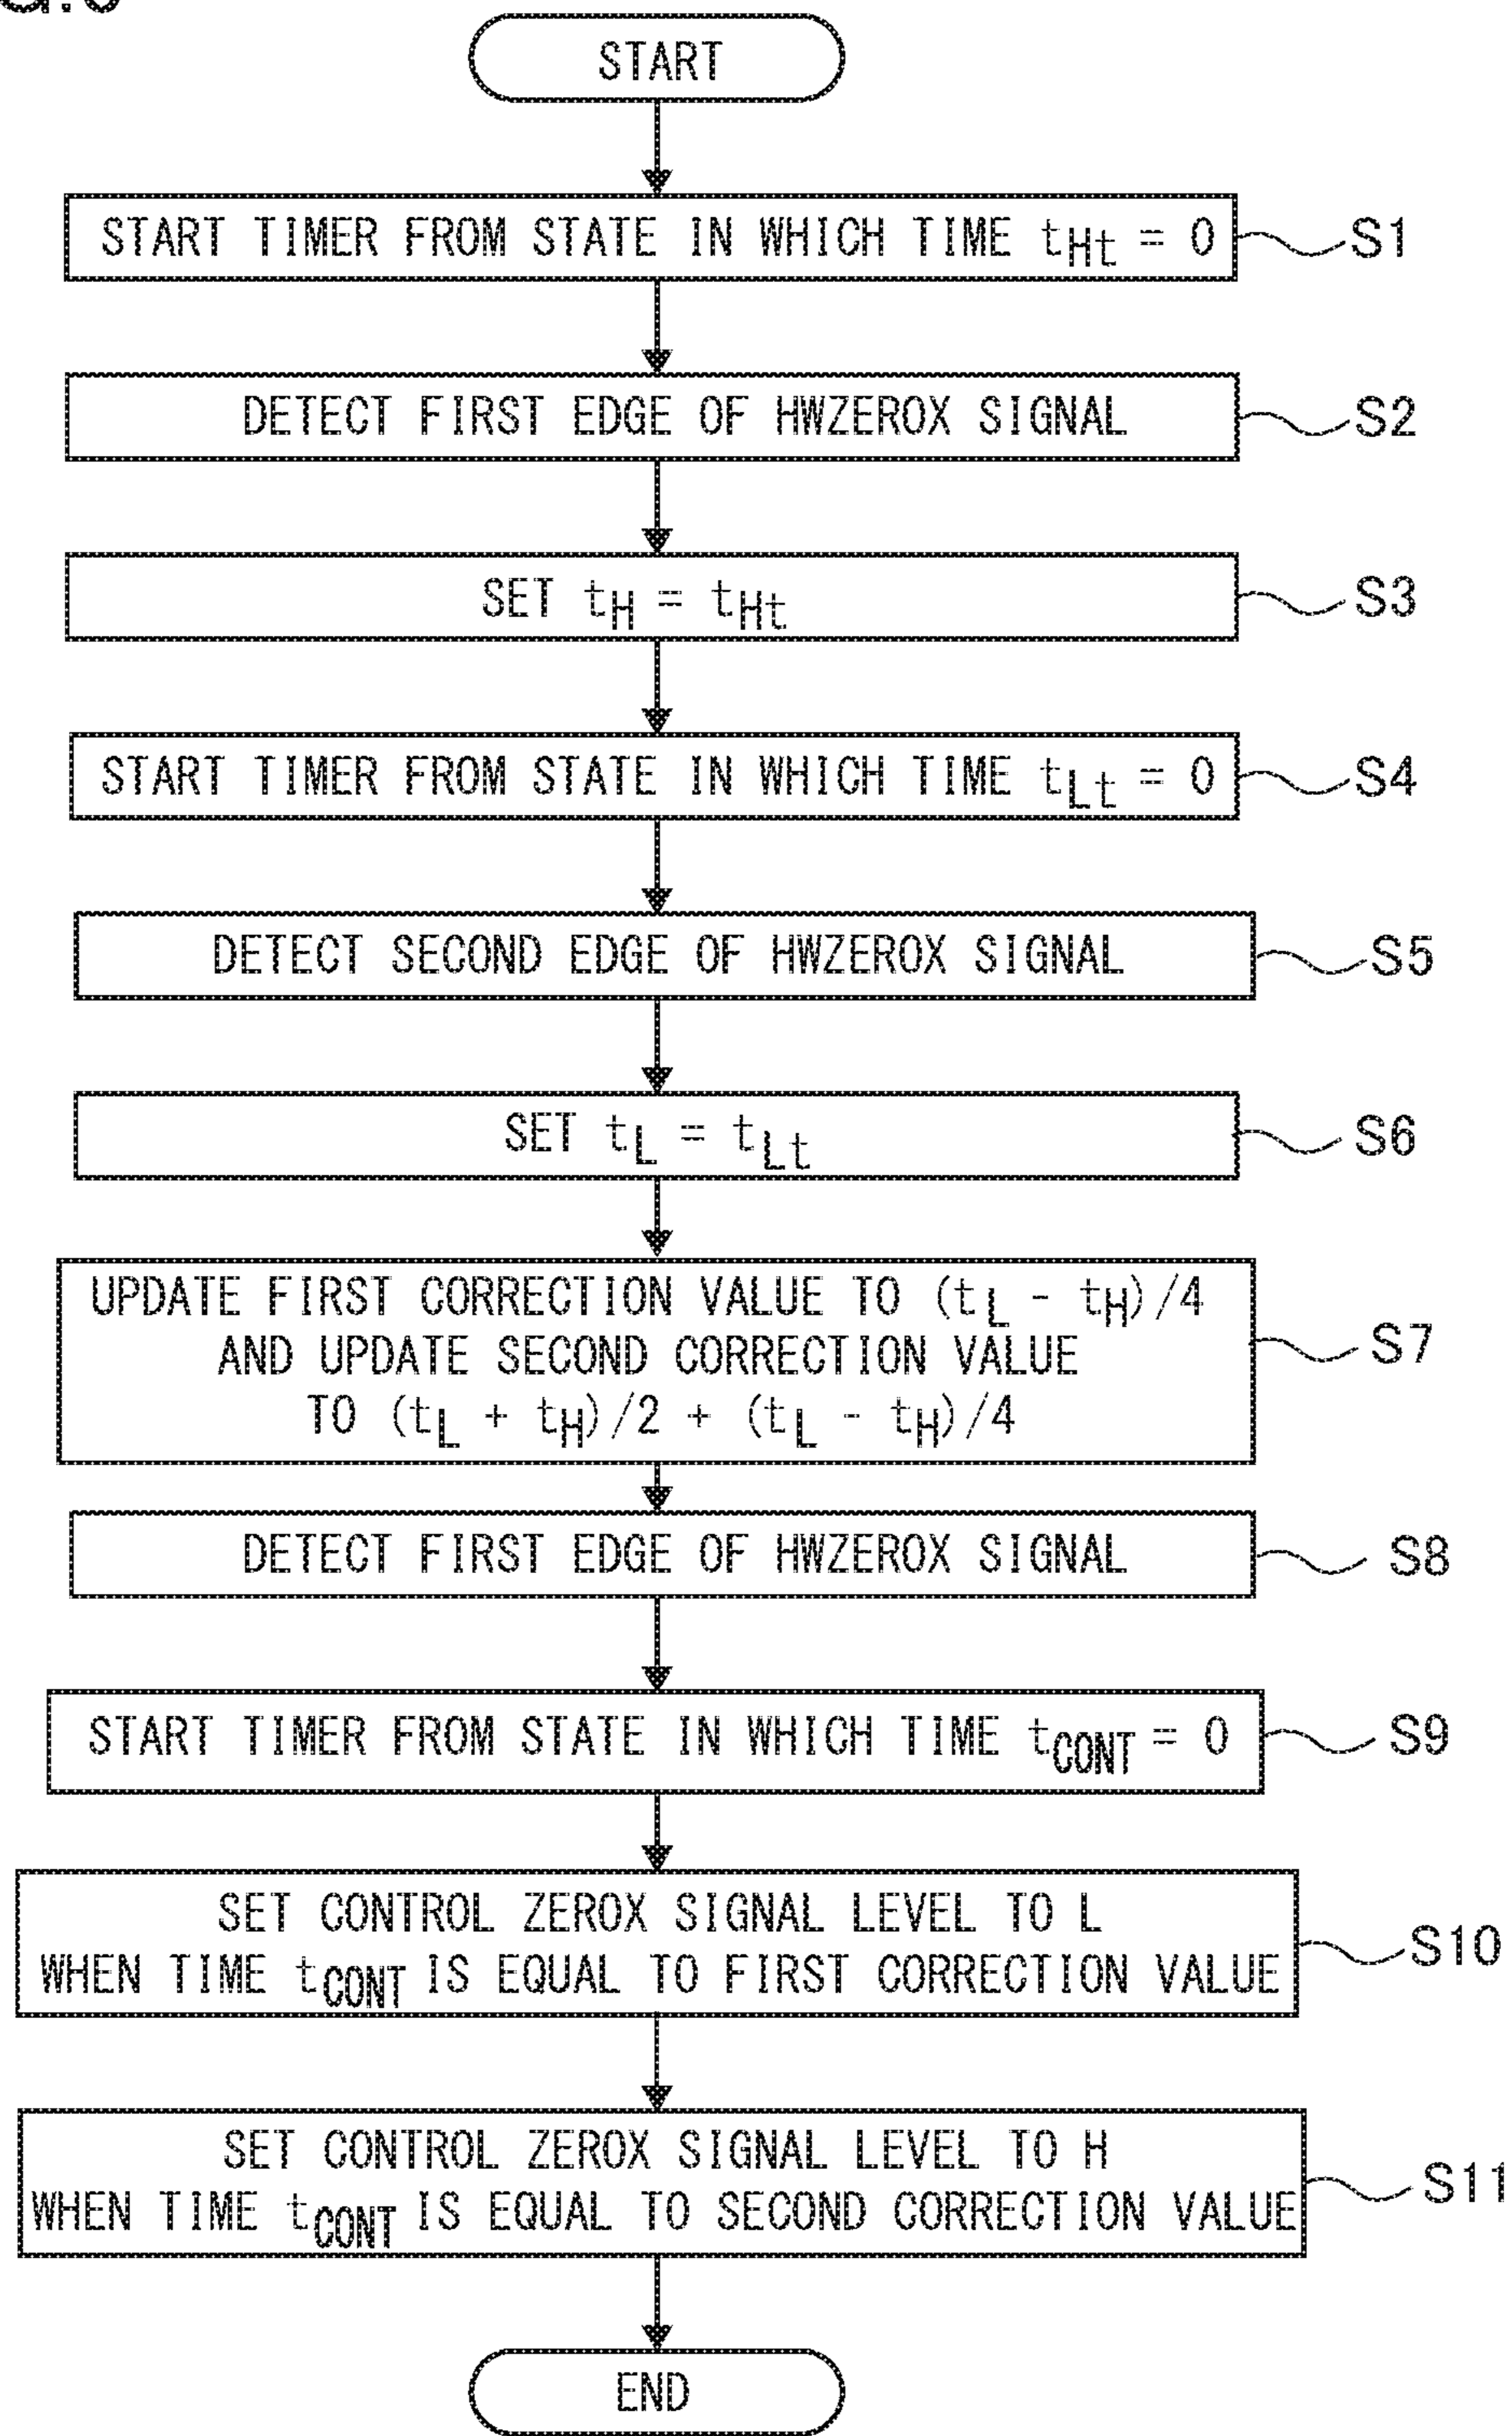 START
START TIMER FROM STATE IN WHICH TIME tHt = 0
S1
DETECT FIRST EDGE OF HWZEROX SIGNAL
S2
SET tH = tHt
S3
START TIMER FROM STATE IN WHICH TIME tLt = 0
S4
DETECT SECOND EDGE OF HWZEROX SIGNAL
S5
SET tL = tLt
S6
UPDATE FIRST CORRECTION VALUE TO (tL - tH)/4
AND UPDATE SECOND CORRECTION VALUE
TO (tL + tH)/2 + (tL - tH)/4
S7
DETECT FIRST EDGE OF HWZEROX SIGNAL
S8
START TIMER FROM STATE IN WHICH TIME tCONT = 0
S9
SET CONTROL ZEROX SIGNAL LEVEL TO L
WHEN TIME tCONT IS EQUAL TO FIRST CORRECTION VALUE
S10
SET CONTROL ZEROX SIGNAL LEVEL TO H
WHEN TIME tCONT IS EQUAL TO SECOND CORRECTION VALUE
S11
END